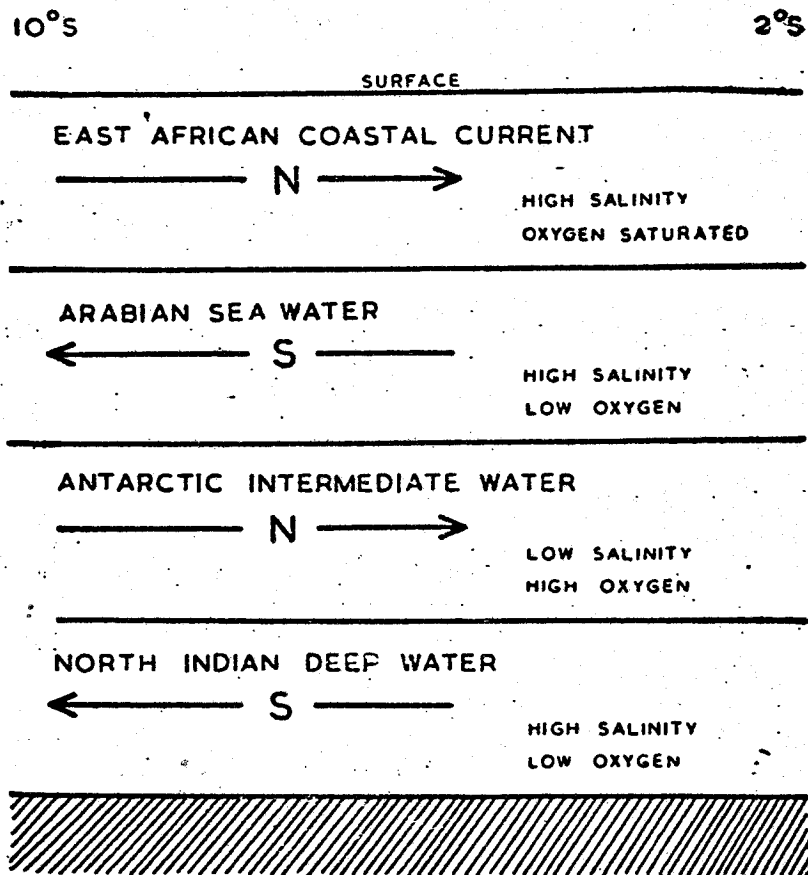 10°S 2°S
SURFACE
EAST AFRICAN COASTAL CURRENT
N
HIGH SALINITY
OXYGEN SATURATED
ARABIAN SEA WATER
S
HIGH SALINITY
LOW OXYGEN
ANTARCTIC INTERMEDIATE WATER
N
LOW SALINITY
HIGH OXYGEN
NORTH INDIAN DEEP WATER
S
HIGH SALINITY
LOW OXYGEN